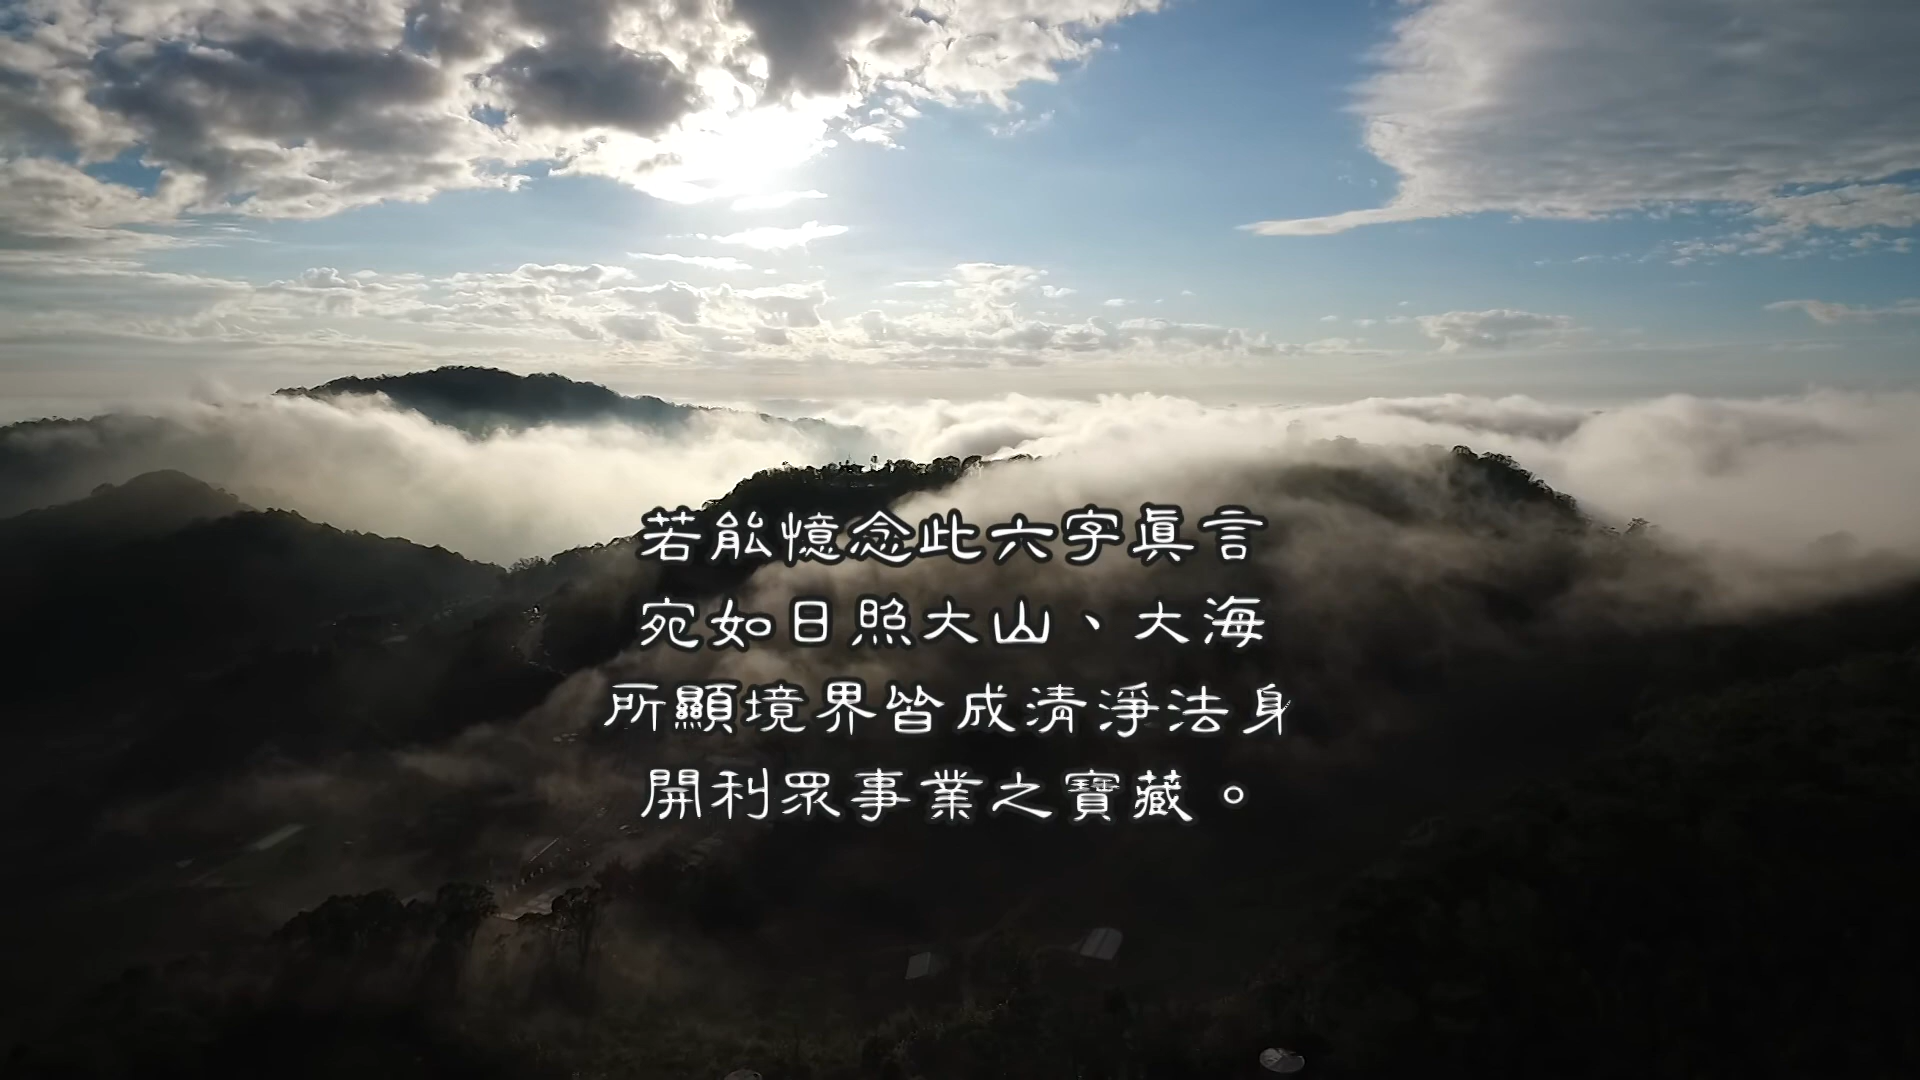 若能憶念此六字真言
宛如日照大山、大海
所顯境界皆成清淨法身
開利眾事業之寶藏。